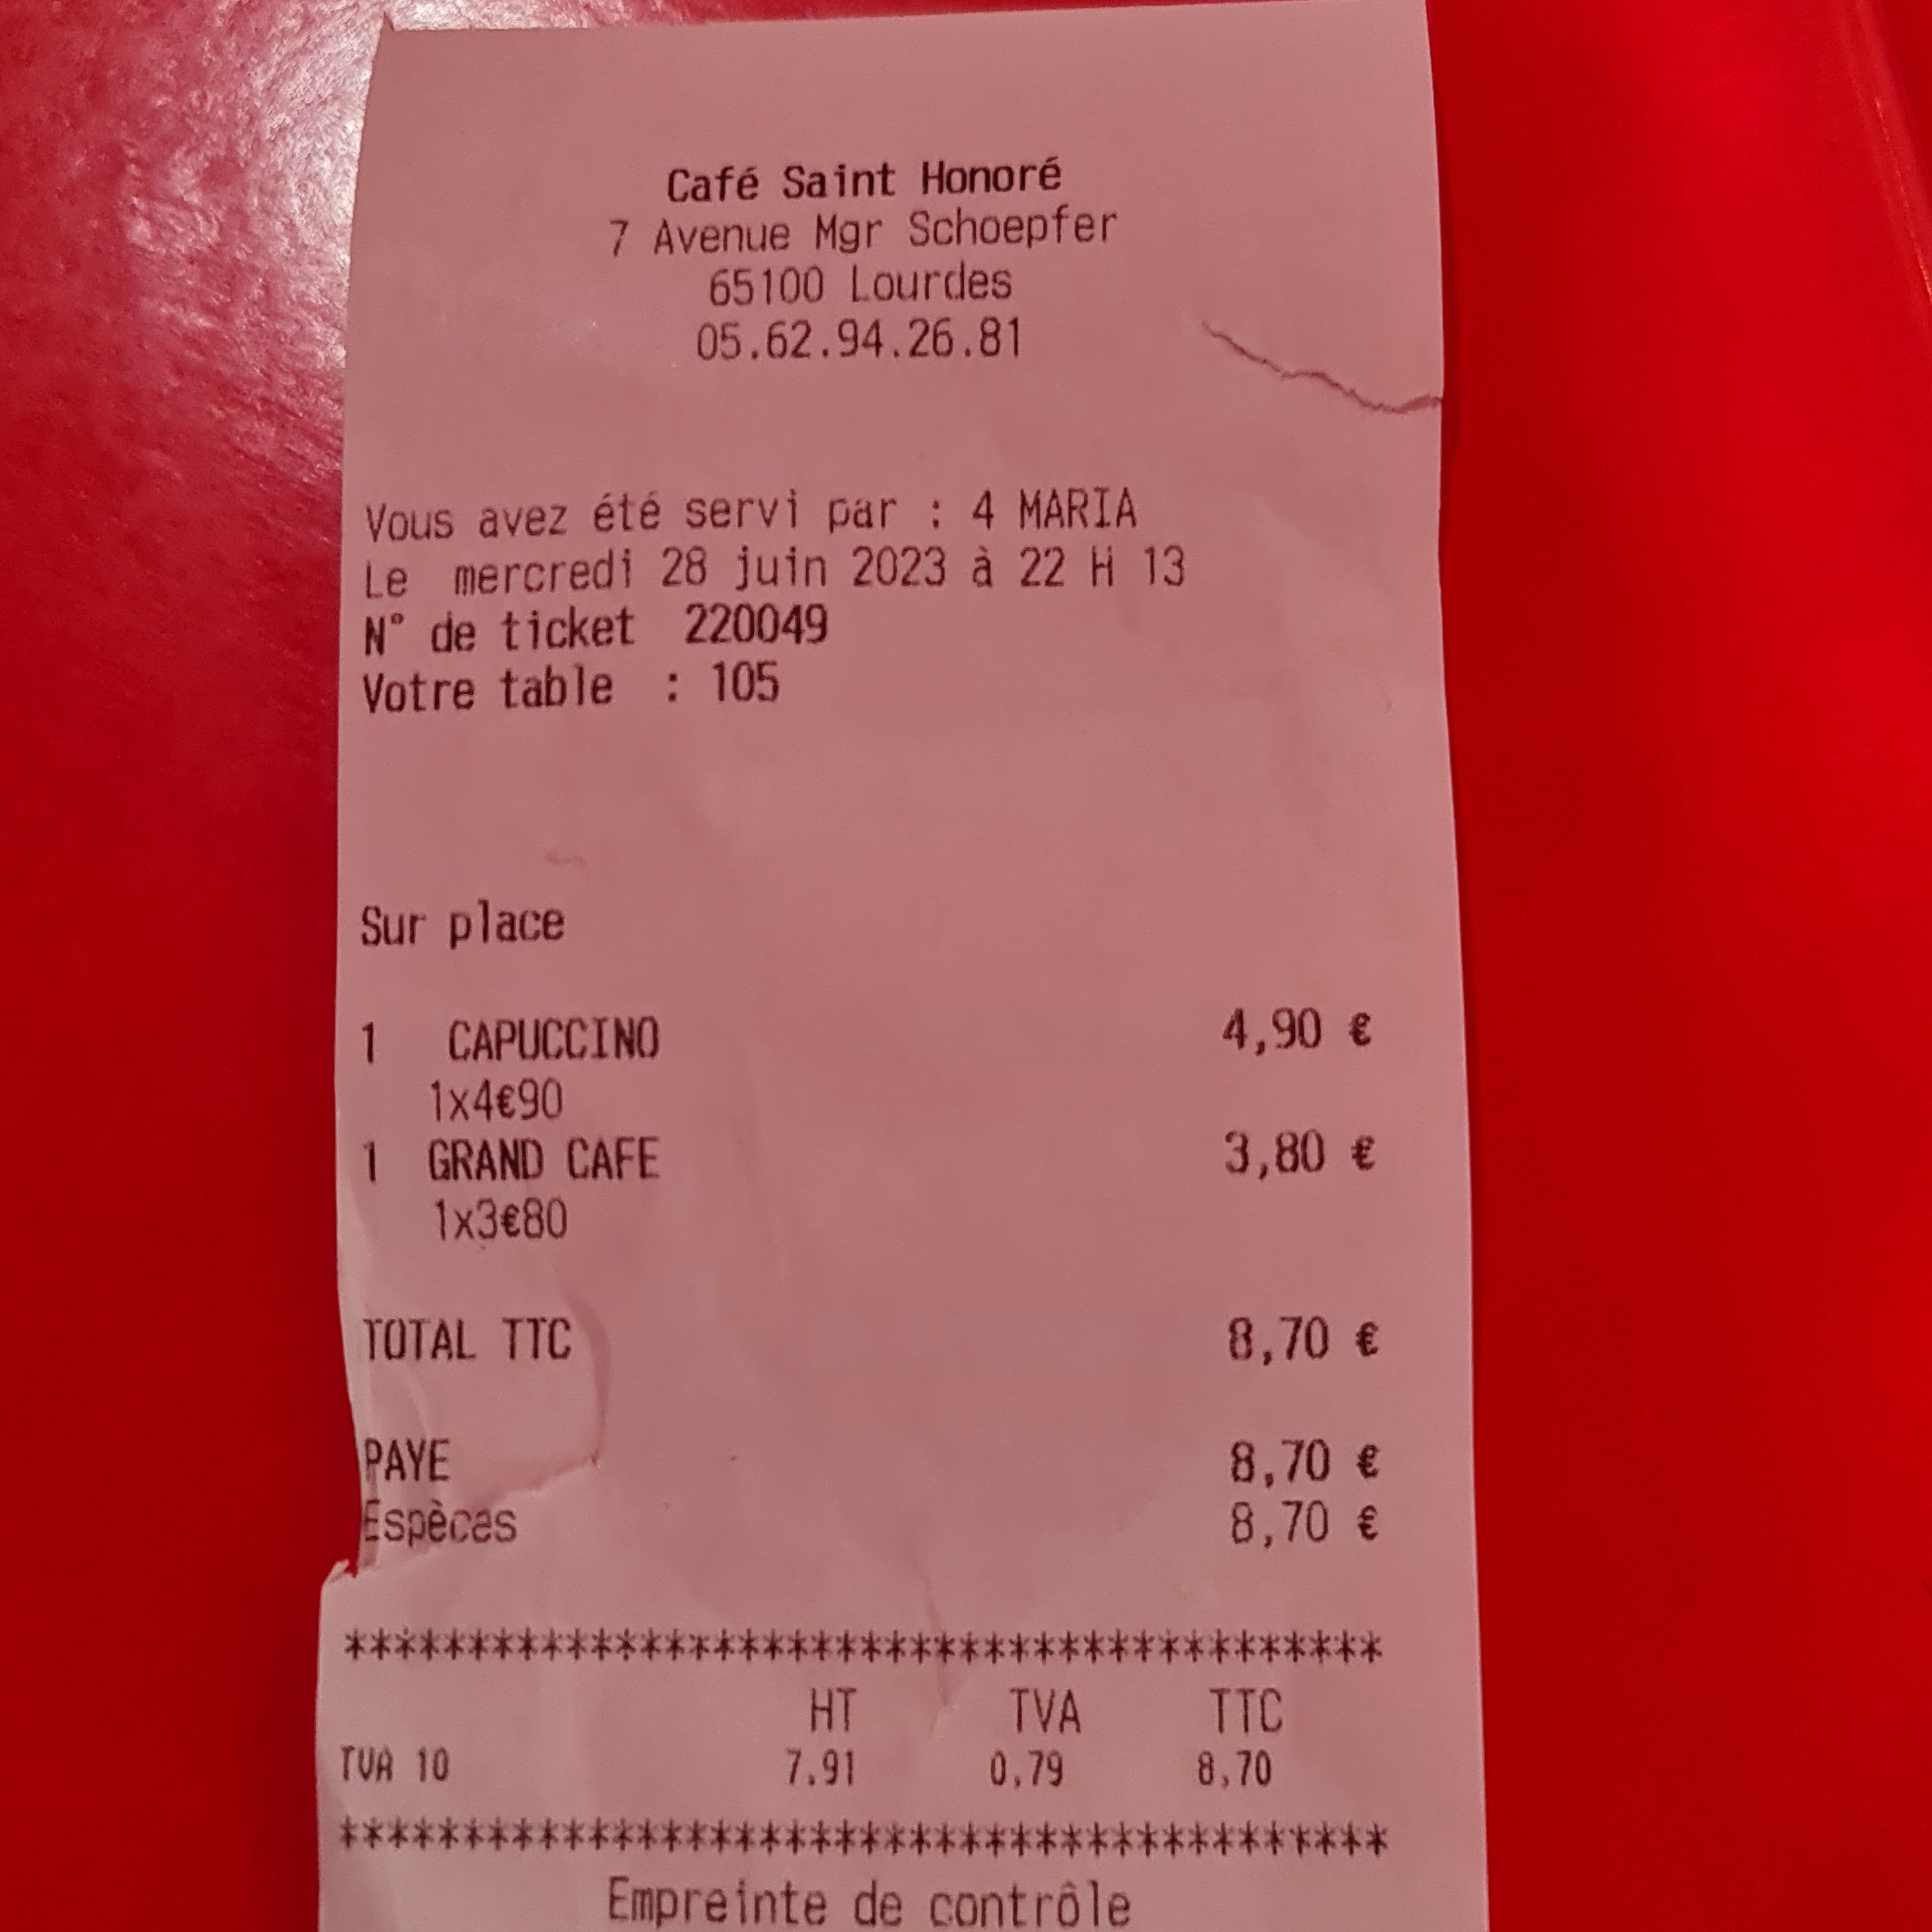 Café Saint Honoré
7 Avenue Mgr Schoepfer
65100 Lourdes
05.62.94.26.81
Vous avez été servi par : 4 MARIA
Le mercredi 28 juin 2023 à 22 H 13
N° de ticket 220049
Votre table : 105
Sur place
1 CAPUCCINO 4,90 €
1x4€90
1 GRAND CAFE 3,80 €
1x3€80
TOTAL TTC 8,70 €
PAYE 8,70 €
Espèces 8,70 €
*******************************************
HT TVA TTC
TVA 10 7.91 0.79 8,70
*******************************************
Empreinte de contrôle